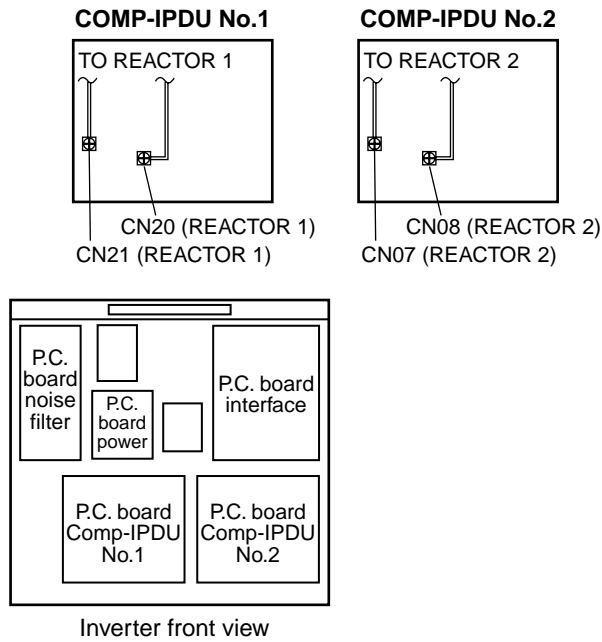 COMP-IPDU No.1
COMP-IPDU No.2
TO REACTOR 1
TO REACTOR 2
CN20 (REACTOR 1)
CN21 (REACTOR 1)
CN08 (REACTOR 2)
CN07 (REACTOR 2)
P.C.
board
noise
filter
P.C.
board
power
P.C. board
interface
P.C. board
Comp-IPDU
No.1
P.C. board
Comp-IPDU
No.2
Inverter front view